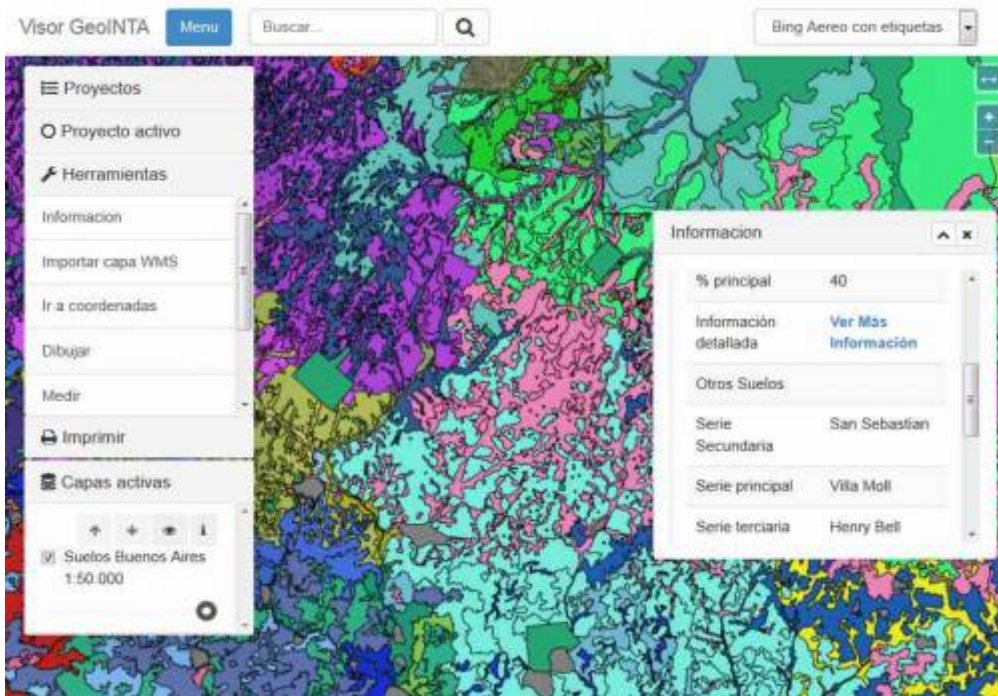 Visor GeoINTA
Menu
Buscar...
Bing Aereo con etiquetas
Proyectos
Proyecto activo
Herramientas
Informacion
Importar capa WMS
Ir a coordenadas
Dibujar
Medir
Imprimir
Capas activas
Suelos Buenos Aires
1:50.000
Informacion
% principal 40
Información Ver Más
detallada Información
Otros Suelos
Serie San Sebastian
Secundaria
Serie principal Villa Moll
Serie terciaria Henry Bell